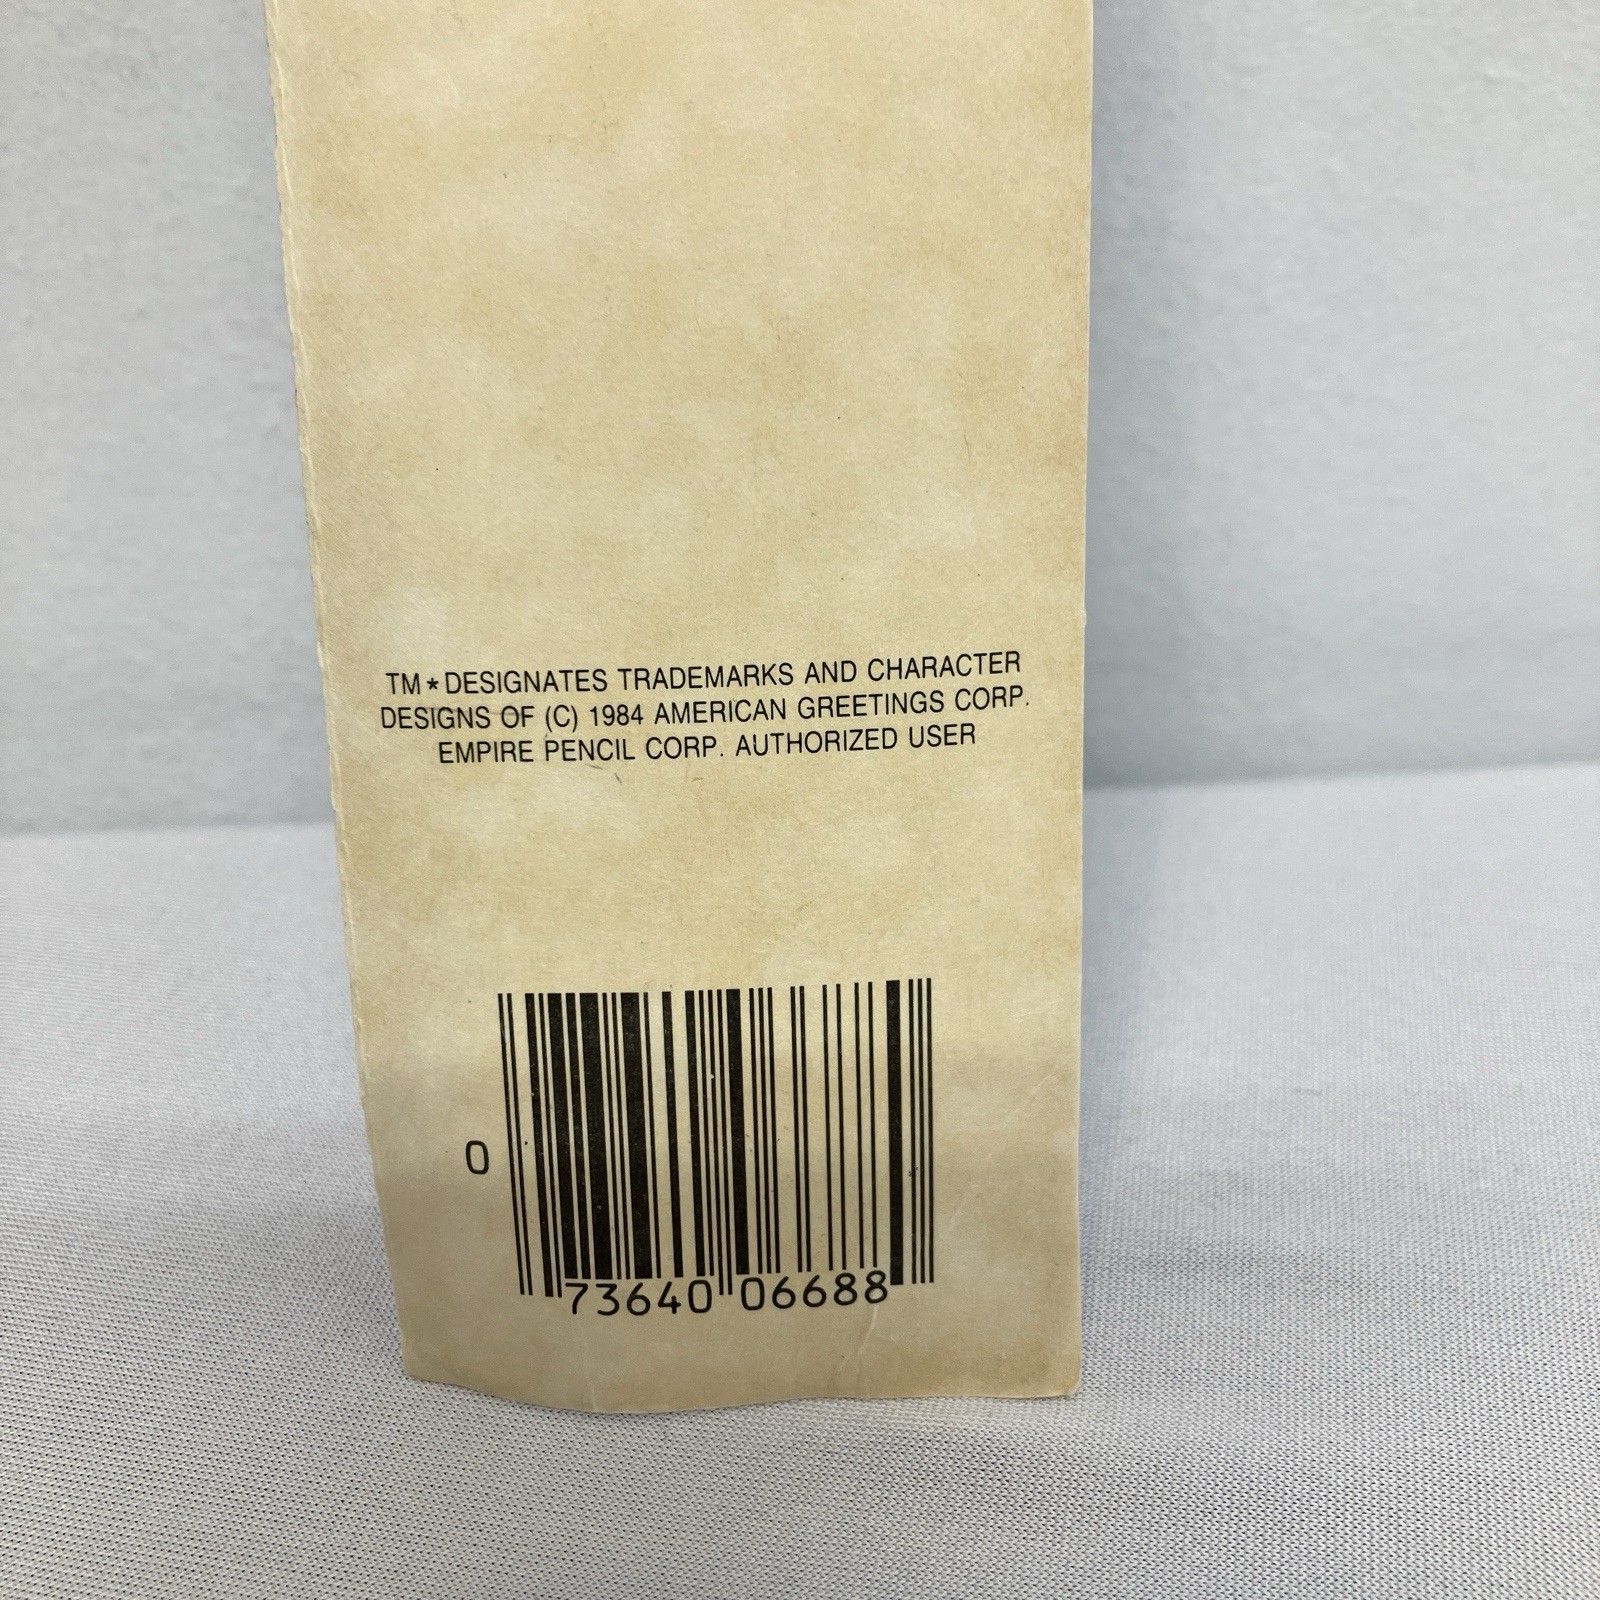 TM*DESIGNATES TRADEMARKS AND CHARACTER
DESIGNS OF (C) 1984 AMERICAN GREETINGS CORP.
EMPIRE PENCIL CORP. AUTHORIZED USER
0 73640 06688